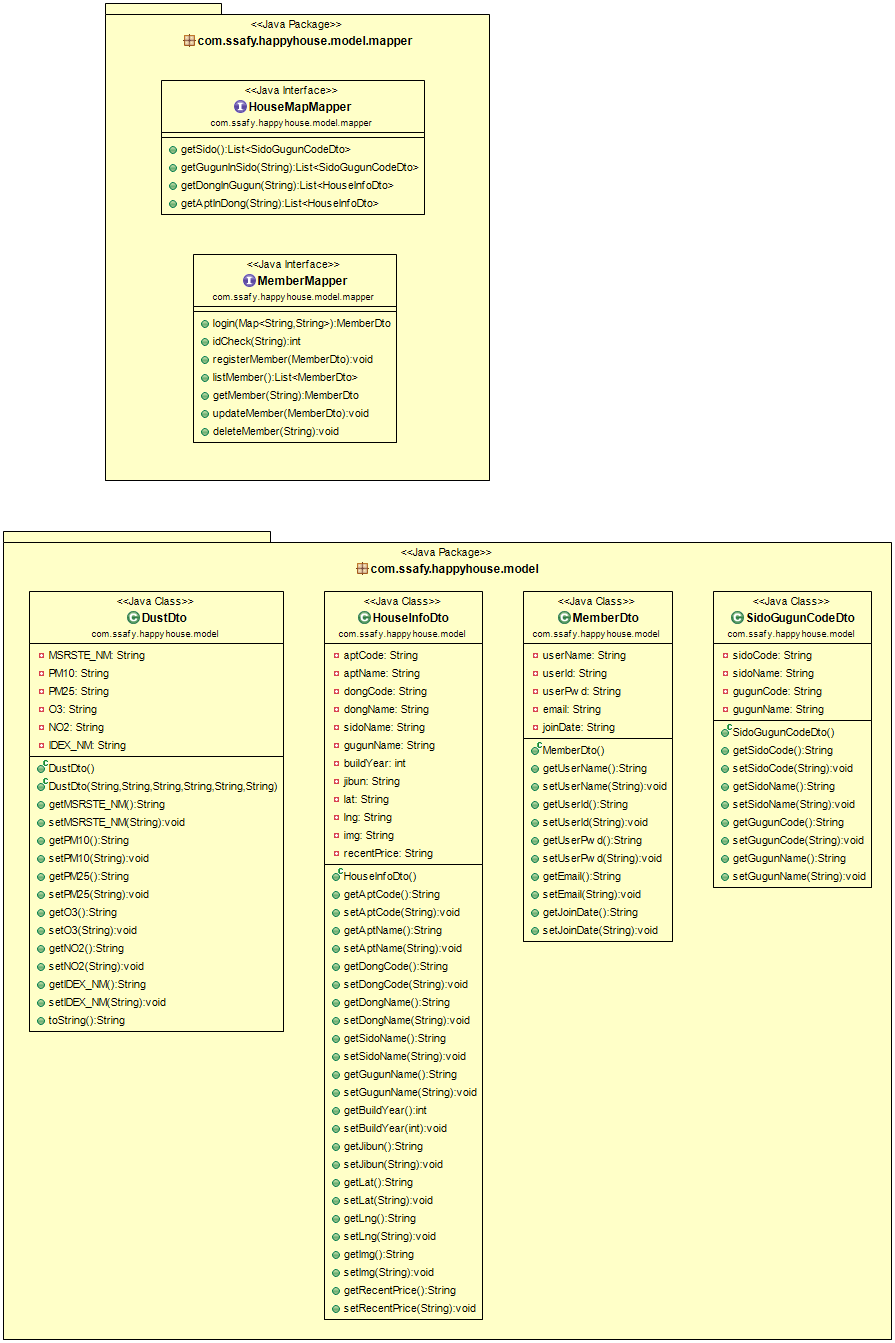 <<Java Package>>
com.ssafy.happyhouse.model.mapper
<<Java Interface>>
HouseMapMapper
com.ssafy.happyhouse.model.mapper
getSido():List<SidoGugunCodeDto>
getGugunInSido(String):List<SidoGugunCodeDto>
getDongInGugun(String):List<HouseInfoDto>
getAptInDong(String):List<HouseInfoDto>
<<Java Interface>>
MemberMapper
com.ssafy.happyhouse.model.mapper
login(Map<String,String>):MemberDto
idCheck(String):int
registerMember(MemberDto):void
listMember():List<MemberDto>
getMember(String):MemberDto
updateMember(MemberDto):void
deleteMember(String):void
<<Java Package>>
com.ssafy.happyhouse.model
<<Java Class>>
DustDto
com.ssafy.happyhouse.model
MSRSTE_NM: String
PM10: String
PM25: String
O3: String
NO2: String
IDEX_NM: String
DustDto()
DustDto(String,String,String,String,String,String)
getMSRSTE_NM():String
setMSRSTE_NM(String):void
getPM10():String
setPM10(String):void
getPM25():String
setPM25(String):void
getO3():String
setO3(String):void
getNO2():String
setNO2(String):void
getIDEX_NM():String
setIDEX_NM(String):void
toString():String
<<Java Class>>
HouseInfoDto
com.ssafy.happyhouse.model
aptCode: String
aptName: String
dongCode: String
dongName: String
sidoName: String
gugunName: String
buildYear: int
jibun: String
lat: String
lng: String
img: String
recentPrice: String
HouseInfoDto()
getAptCode():String
setAptCode(String):void
getAptName():String
setAptName(String):void
getDongCode():String
setDongCode(String):void
getDongName():String
setDongName(String):void
getSidoName():String
setSidoName(String):void
getGugunName():String
setGugunName(String):void
getBuildYear():int
setBuildYear(int):void
getJibun():String
setJibun(String):void
getLat():String
setLat(String):void
getLng():String
setLng(String):void
getImg():String
setImg(String):void
getRecentPrice():String
setRecentPrice(String):void
<<Java Class>>
MemberDto
com.ssafy.happyhouse.model
userName: String
userId: String
userPwd: String
email: String
joinDate: String
MemberDto()
getUserName():String
setUserName(String):void
getUserId():String
setUserId(String):void
getUserPwd():String
setUserPwd(String):void
getEmail():String
setEmail(String):void
getJoinDate():String
setJoinDate(String):void
<<Java Class>>
SidoGugunCodeDto
com.ssafy.happyhouse.model
sidoCode: String
sidoName: String
gugunCode: String
gugunName: String
SidoGugunCodeDto()
getSidoCode():String
setSidoCode(String):void
getSidoName():String
setSidoName(String):void
getGugunCode():String
setGugunCode(String):void
getGugunName():String
setGugunName(String):void